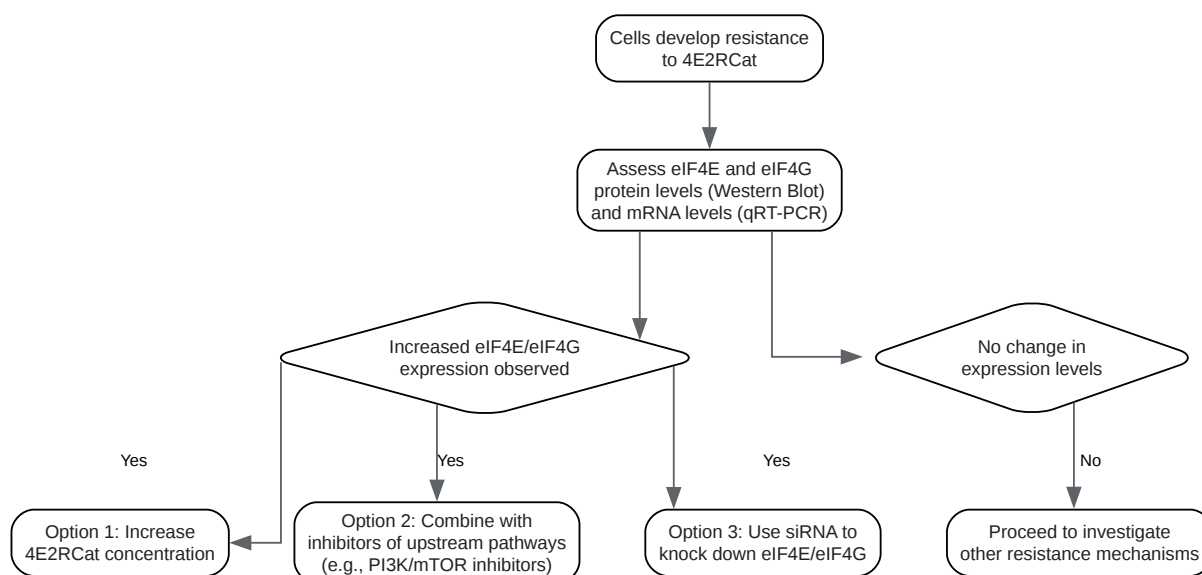 Cells develop resistance
to 4E2RCat
Assess eIF4E and eIF4G
protein levels (Western Blot)
and mRNA levels (qRT-PCR)
Increased eIF4E/eIF4G
expression observed
No change in
expression levels
Yes
Yes
Yes
No
Option 1: Increase
4E2RCat concentration
Option 2: Combine with
inhibitors of upstream pathways
(e.g., PI3K/mTOR inhibitors)
Option 3: Use siRNA to
knock down eIF4E/eIF4G
Proceed to investigate
other resistance mechanisms